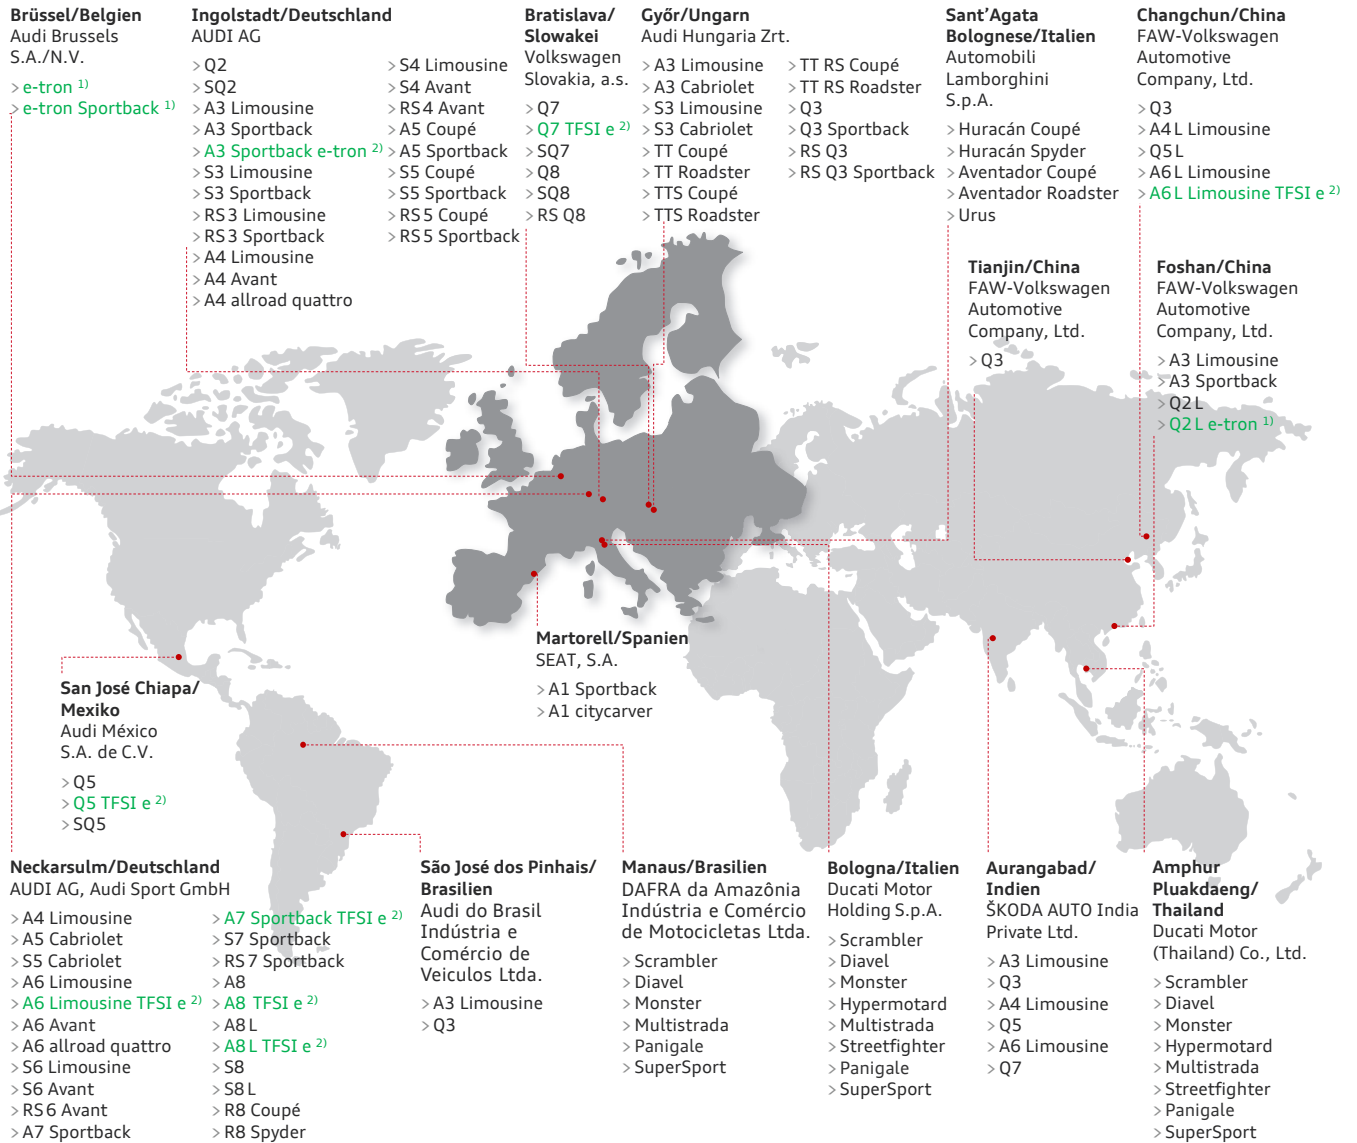 Brüssel/Belgien
Audi Brussels
S.A./N.V.
> e-tron 1)
> e-tron Sportback 1)
Ingolstadt/Deutschland
AUDI AG
> Q2
> SQ2
> A3 Limousine
> A3 Sportback
> A3 Sportback e-tron 2)
> S3 Limousine
> S3 Sportback
> RS 3 Limousine
> RS 3 Sportback
> A4 Limousine
> A4 Avant
> A4 allroad quattro
> S4 Limousine
> S4 Avant
> RS 4 Avant
> A5 Coupé
> A5 Sportback
> S5 Coupé
> S5 Sportback
> RS 5 Coupé
> RS 5 Sportback
Bratislava/
Slowakei
Volkswagen
Slovakia, a.s.
> Q7
> Q7 TFSI e 2)
> SQ7
> Q8
> SQ8
> RS Q8
Győr/Ungarn
Audi Hungaria Zrt.
> A3 Limousine
> A3 Cabriolet
> S3 Limousine
> S3 Cabriolet
> TT Coupé
> TT Roadster
> TTS Coupé
> TTS Roadster
> TT RS Coupé
> TT RS Roadster
> Q3
> Q3 Sportback
> RS Q3
> RS Q3 Sportback
Sant’Agata
Bolognese/Italien
Automobili
Lamborghini
S.p.A.
> Huracán Coupé
> Huracán Spyder
> Aventador Coupé
> Aventador Roadster
> Urus
Changchun/China
FAW-Volkswagen
Automotive
Company, Ltd.
> Q3
> A4 L Limousine
> Q5 L
> A6 L Limousine
> A6 L Limousine TFSI e 2)
Tianjin/China
FAW-Volkswagen
Automotive
Company, Ltd.
> Q3
Foshan/China
FAW-Volkswagen
Automotive
Company, Ltd.
> A3 Limousine
> A3 Sportback
> Q2 L
> Q2 L e-tron 1)
Martorell/Spanien
SEAT, S.A.
> A1 Sportback
> A1 citycarver
San José Chiapa/
Mexiko
Audi México
S.A. de C.V.
> Q5
> Q5 TFSI e 2)
> SQ5
Neckarsulm/Deutschland
AUDI AG, Audi Sport GmbH
> A4 Limousine
> A5 Cabriolet
> S5 Cabriolet
> A6 Limousine
> A6 Limousine TFSI e 2)
> A6 Avant
> A6 allroad quattro
> S6 Limousine
> S6 Avant
> RS 6 Avant
> A7 Sportback
> A7 Sportback TFSI e 2)
> S7 Sportback
> RS 7 Sportback
> A8
> A8 TFSI e 2)
> A8 L
> A8 L TFSI e 2)
> S8
> S8 L
> R8 Coupé
> R8 Spyder
São José dos Pinhais/
Brasilien
Audi do Brasil
Indústria e
Comércio de
Veiculos Ltda.
> A3 Limousine
> Q3
Manaus/Brasilien
DAFRA da Amazônia
Indústria e Comércio
de Motocicletas Ltda.
> Scrambler
> Diavel
> Monster
> Multistrada
> Panigale
> SuperSport
Bologna/Italien
Ducati Motor
Holding S.p.A.
> Scrambler
> Diavel
> Monster
> Hypermotard
> Multistrada
> Streetfighter
> Panigale
> SuperSport
Aurangabad/
Indien
ŠKODA AUTO India
Private Ltd.
> A3 Limousine
> Q3
> A4 Limousine
> Q5
> A6 Limousine
> Q7
Amphur
Pluakdaeng/
Thailand
Ducati Motor
(Thailand) Co., Ltd.
> Scrambler
> Diavel
> Monster
> Hypermotard
> Multistrada
> Streetfighter
> Panigale
> SuperSport